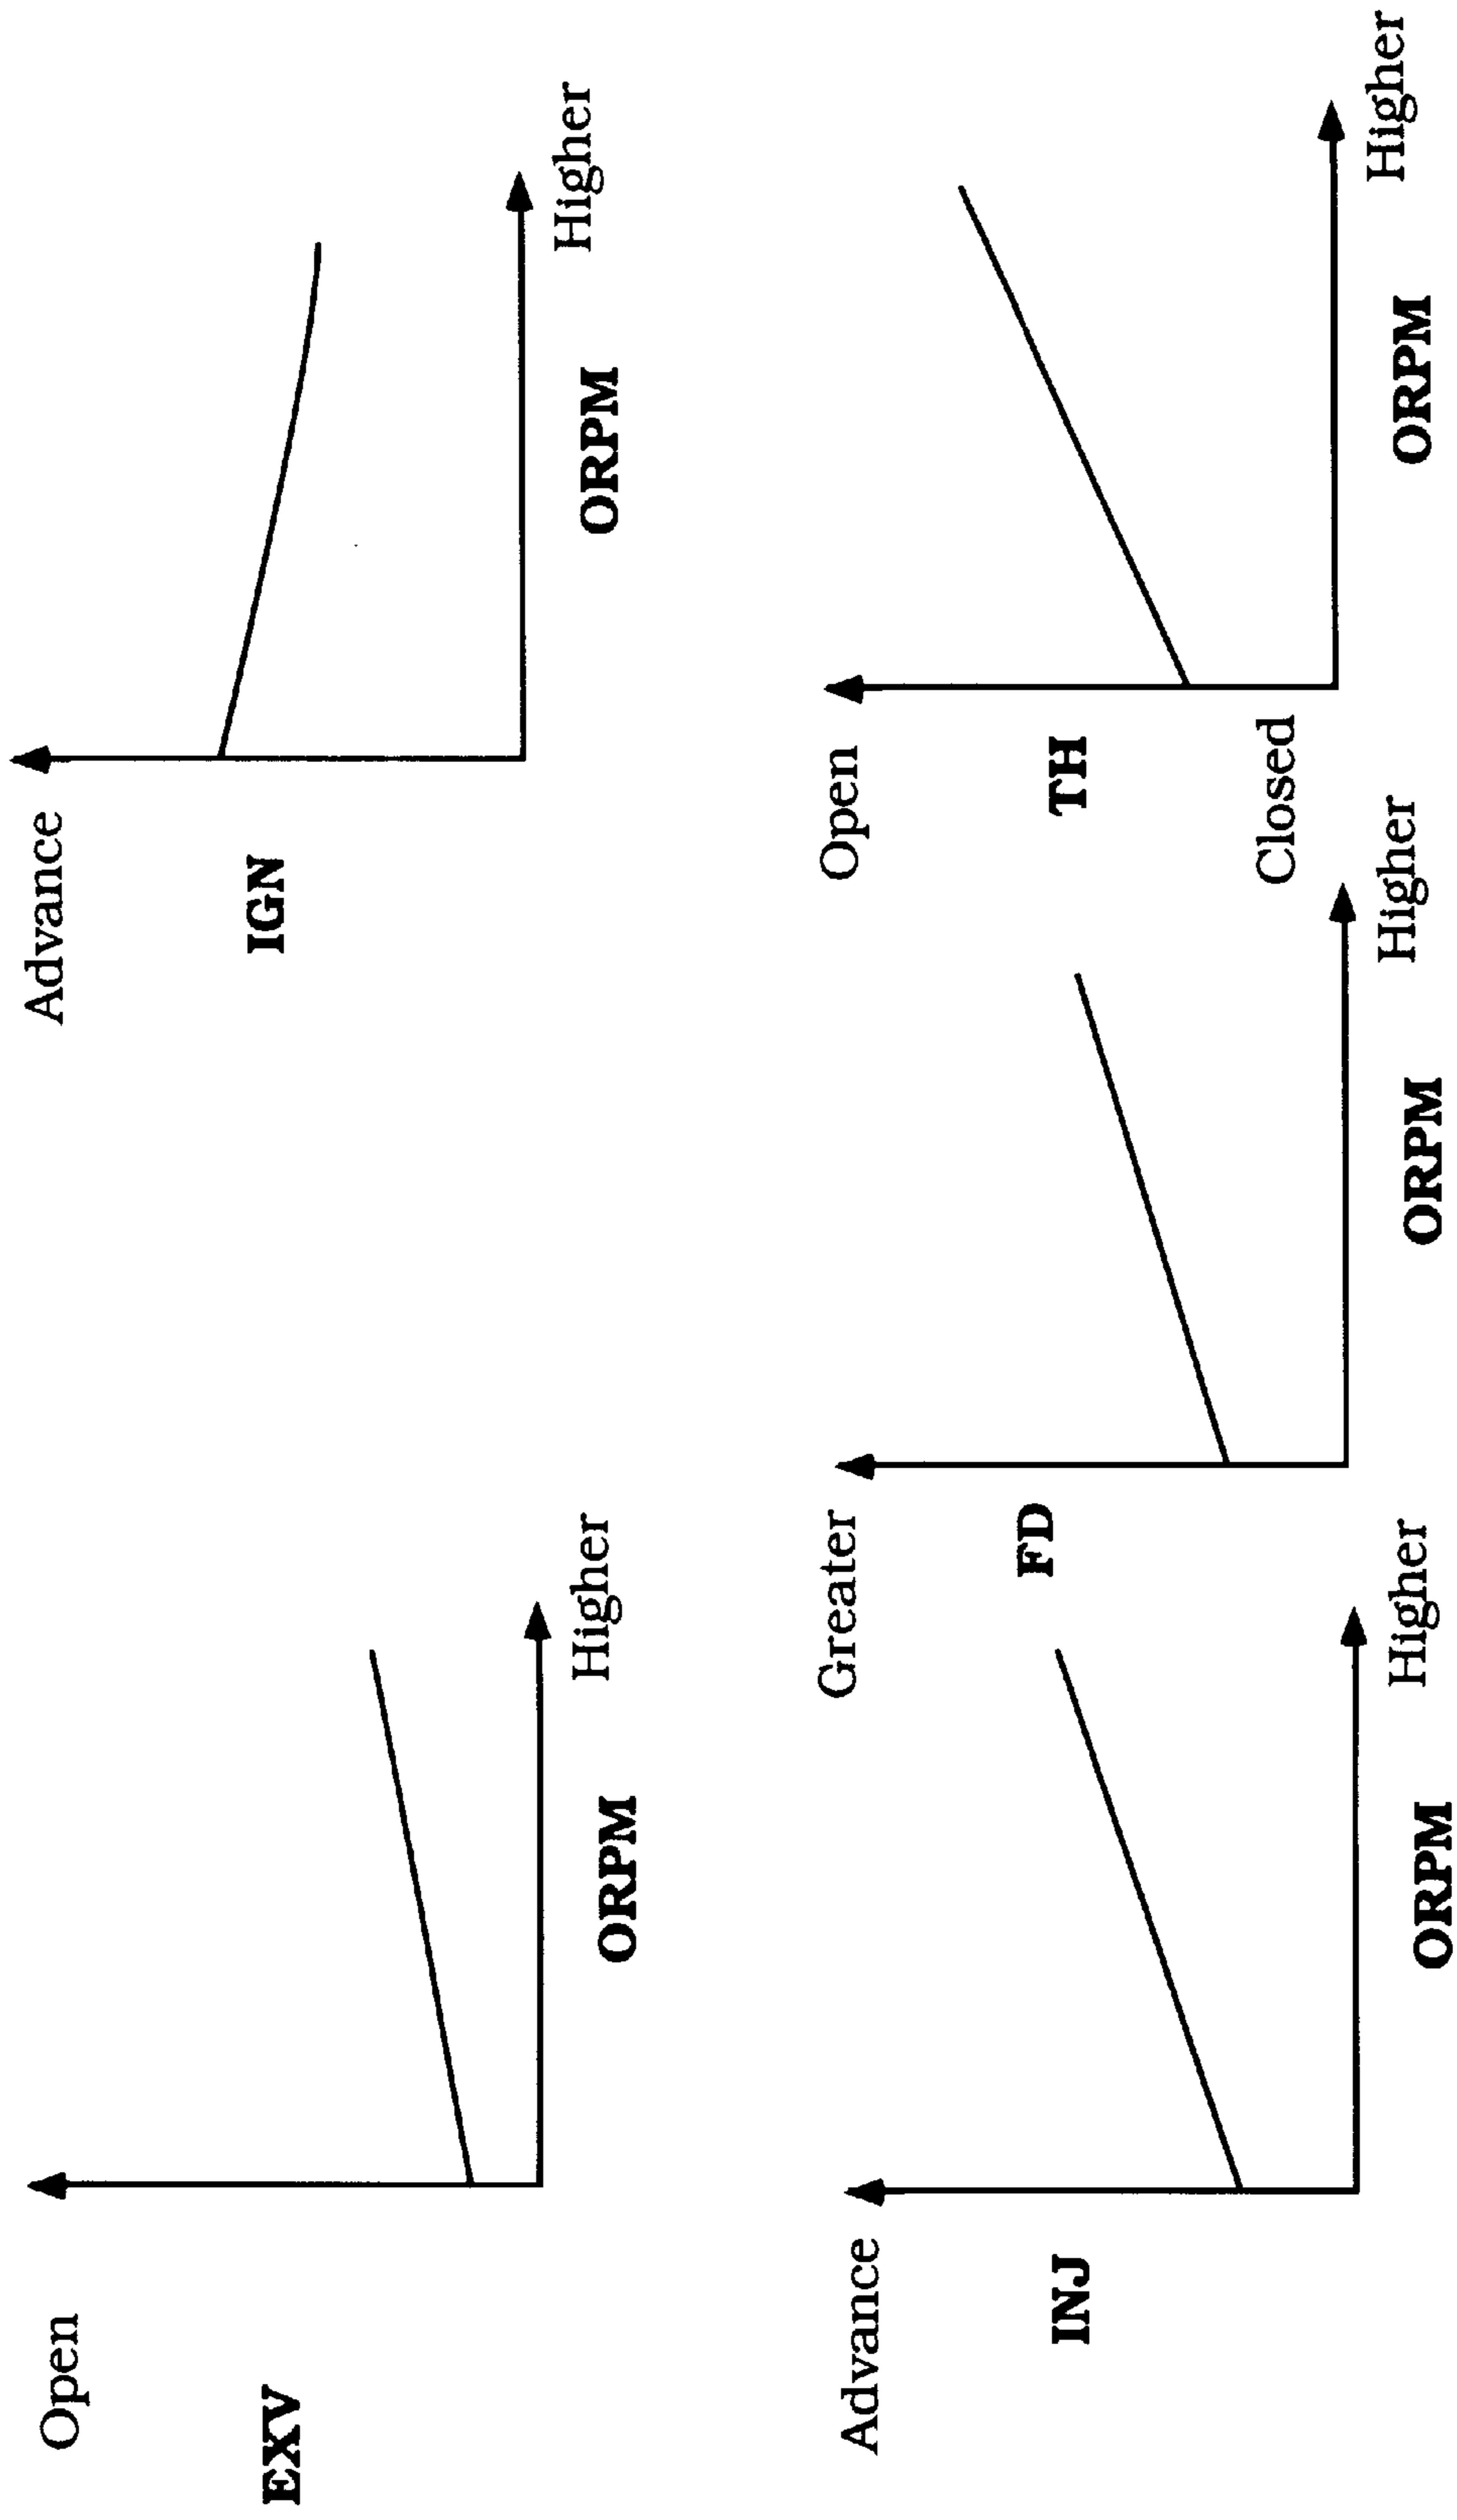 Open
EXV
ORPM
Higher
Advance
IGN
ORPM
Higher
Advance
INJ
ORPM
Higher
Greater
FD
ORPM
Higher
Open
TH
Closed
ORPM
Higher